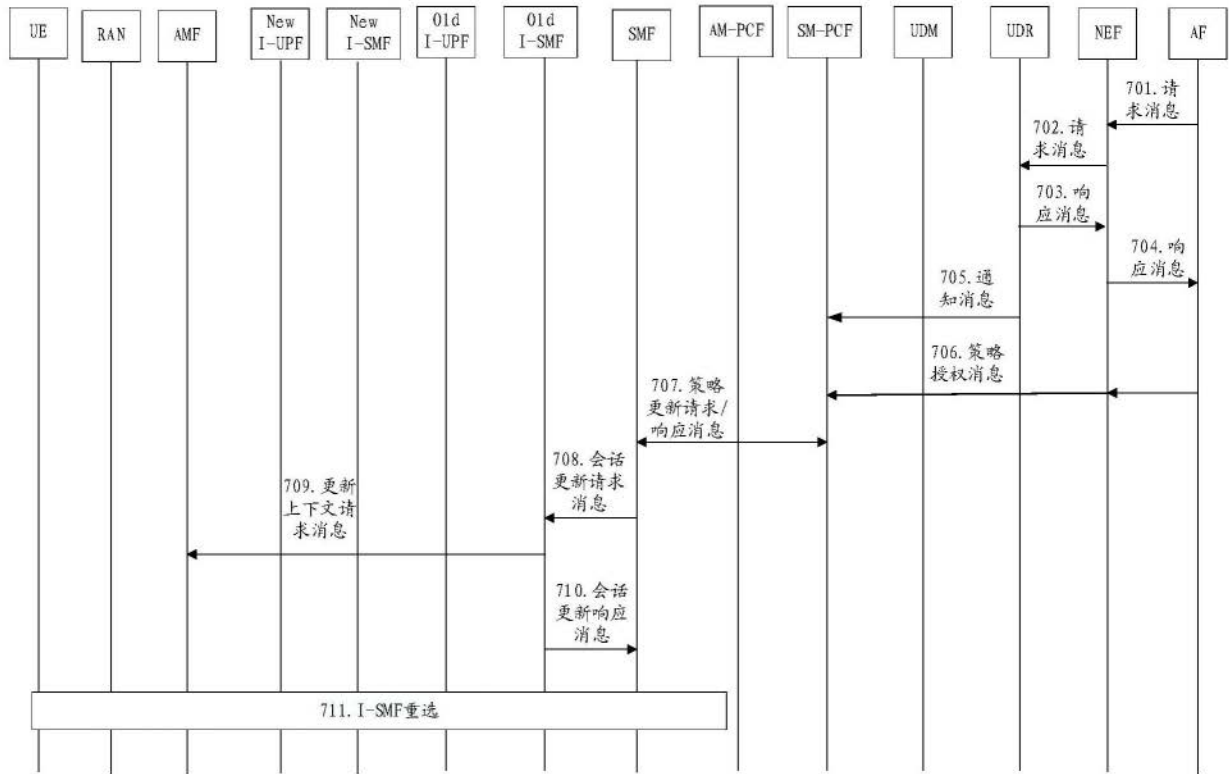 UE
RAN
AMF
New
I-UPF
New
I-SMF
Old
I-UPF
Old
I-SMF
SMF
AM-PCF
SM-PCF
UDM
UDR
NEF
AF
701.请
求消息
702.请
求消息
703.响
应消息
704.响
应消息
705.通
知消息
706.策略
授权消息
707.策略
更新请求/
响应消息
708.会话
更新请求
消息
709.更新
上下文请
求消息
710.会话
更新响应
消息
711.I-SMF重选